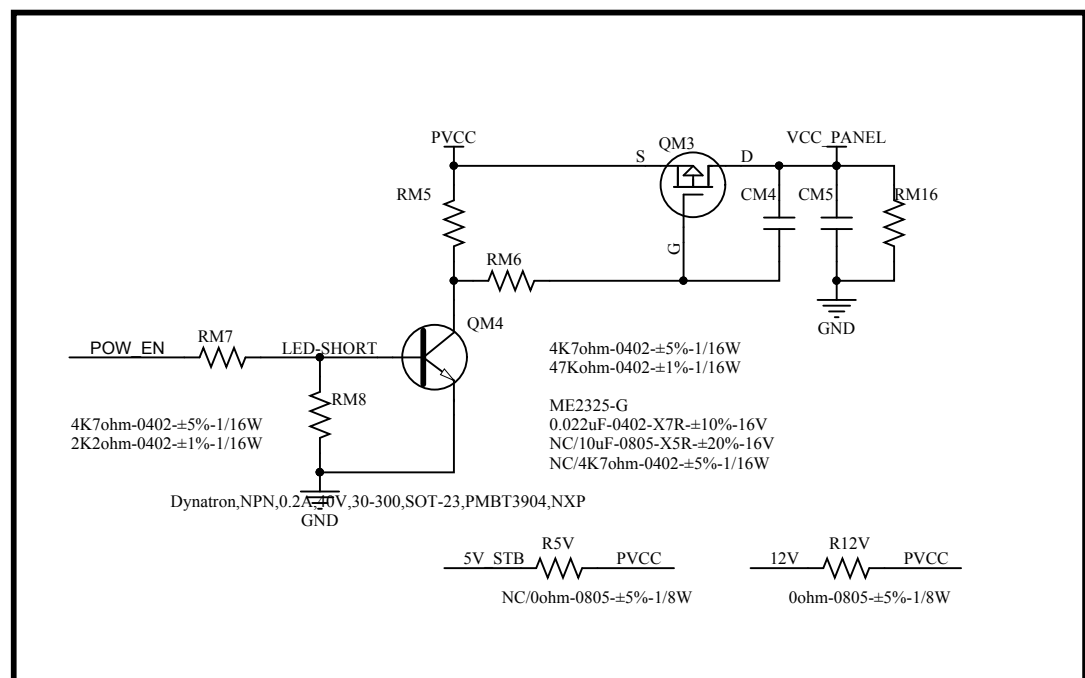 PVCC
QM3
VCC_PANEL
S
D
RM5
CM4
CM5
RM16
G
RM6
QM4
GND
POW_EN
RM7
LED-SHORT
4K7ohm-0402-±5%-1/16W
47Kohm-0402-±1%-1/16W
RM8
ME2325-G
4K7ohm-0402-±5%-1/16W
0.022uF-0402-X7R-±10%-16V
2K2ohm-0402-±1%-1/16W
NC/10uF-0805-X5R-±20%-16V
NC/4K7ohm-0402-±5%-1/16W
Dynatron,NPN,0.2A,40V,30-300,SOT-23,PMBT3904,NXP
GND
5V_STB
R5V
PVCC
12V
R12V
PVCC
NC/0ohm-0805-±5%-1/8W
0ohm-0805-±5%-1/8W